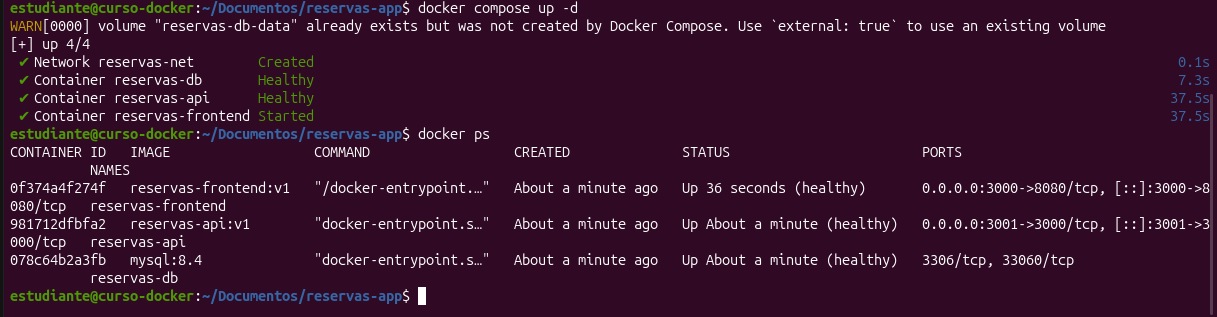 estudiante@curso-docker:~/Documentos/reservas-app$ docker compose up -d
WARN[0000] volume "reservas-db-data" already exists but was not created by Docker Compose. Use `external: true` to use an existing volume
[+] up 4/4
✔ Network reservas-net Created 0.1s
✔ Container reservas-db Healthy 7.3s
✔ Container reservas-api Healthy 37.5s
✔ Container reservas-frontend Started 37.5s
estudiante@curso-docker:~/Documentos/reservas-app$ docker ps
CONTAINER ID IMAGE COMMAND CREATED STATUS PORTS
NAMES
0f374a4f274f reservas-frontend:v1 "/docker-entrypoint.…" About a minute ago Up 36 seconds (healthy) 0.0.0.0:3000->8080/tcp, [::]:3000->8
080/tcp reservas-frontend
981712dfbfa2 reservas-api:v1 "docker-entrypoint.s…" About a minute ago Up About a minute (healthy) 0.0.0.0:3001->3000/tcp, [::]:3001->3
000/tcp reservas-api
078c64b2a3fb mysql:8.4 "docker-entrypoint.s…" About a minute ago Up About a minute (healthy) 3306/tcp, 33060/tcp
reservas-db
estudiante@curso-docker:~/Documentos/reservas-app$